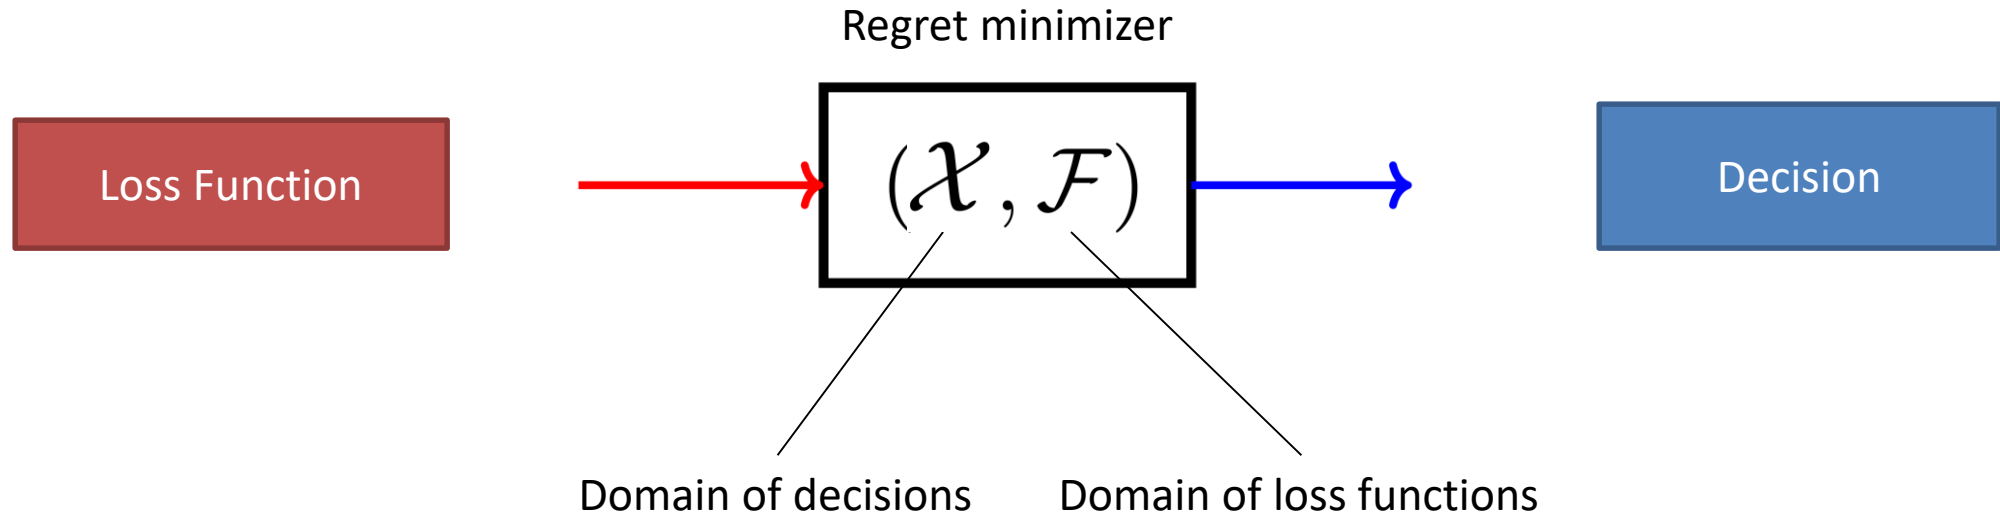 Regret minimizer
Loss Function
(𝒳, ℱ)
Decision
Domain of decisions
Domain of loss functions